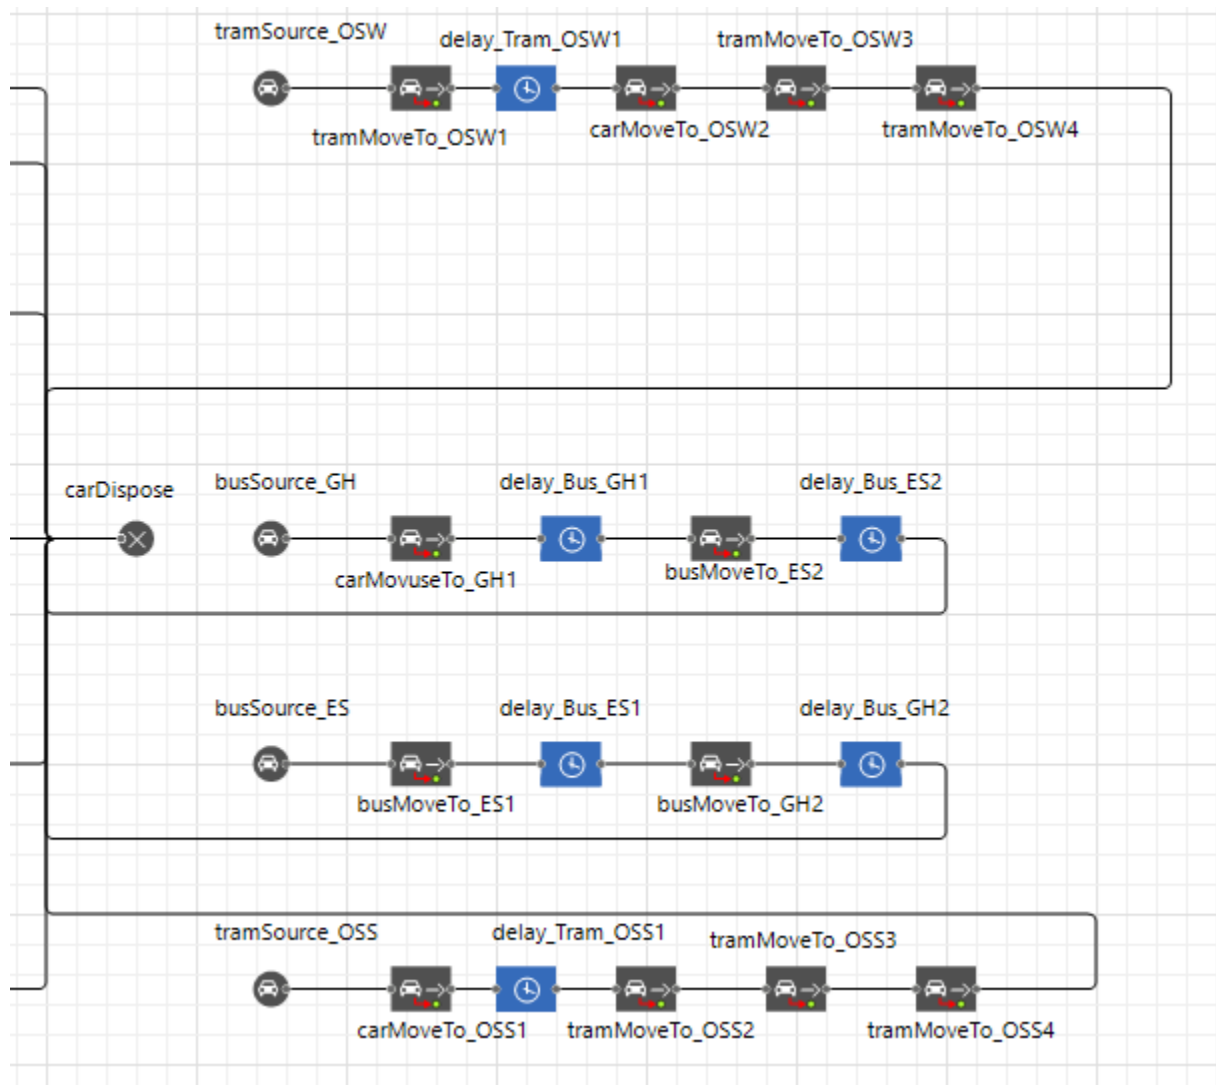 tramSource_OSW
delay_Tram_OSW1
tramMoveTo_OSW3
tramMoveTo_OSW1
carMoveTo_OSW2
tramMoveTo_OSW4
carDispose
busSource_GH
delay_Bus_GH1
delay_Bus_ES2
carMovuseTo_GH1
busMoveTo_ES2
busSource_ES
delay_Bus_ES1
delay_Bus_GH2
busMoveTo_ES1
busMoveTo_GH2
tramSource_OSS
delay_Tram_OSS1
tramMoveTo_OSS3
carMoveTo_OSS1
tramMoveTo_OSS2
tramMoveTo_OSS4